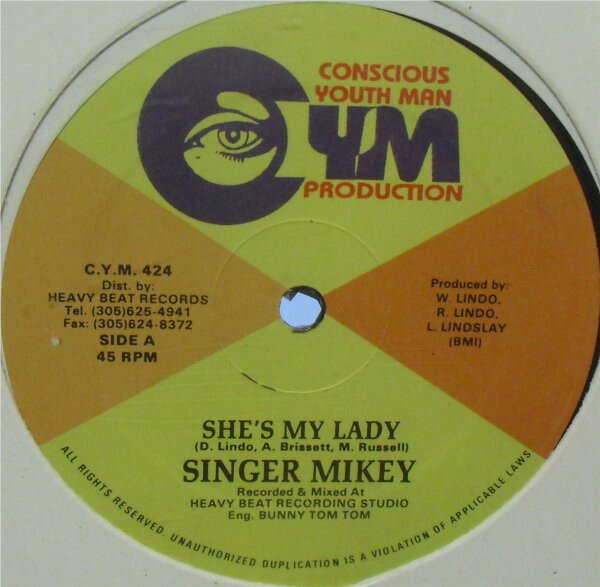 CONSCIOUS
YOUTH MAN
CYM
PRODUCTION
C.Y.M. 424
Dist. by:
HEAVY BEAT RECORDS
Tel. (305)625-4941
Fax: (305)624-8372
SIDE A
45 RPM
Produced by:
W. LINDO,
R. LINDO,
L. LINDSLAY
(BMI)
SHE'S MY LADY
(D. Lindo, A. Brissett, M. Russell)
SINGER MIKEY
Recorded & Mixed At
HEAVY BEAT RECORDING STUDIO
Eng. BUNNY TOM TOM
ALL RIGHTS RESERVED. UNAUTHORIZED DUPLICATION IS A VIOLATION OF APPLICABLE LAWS